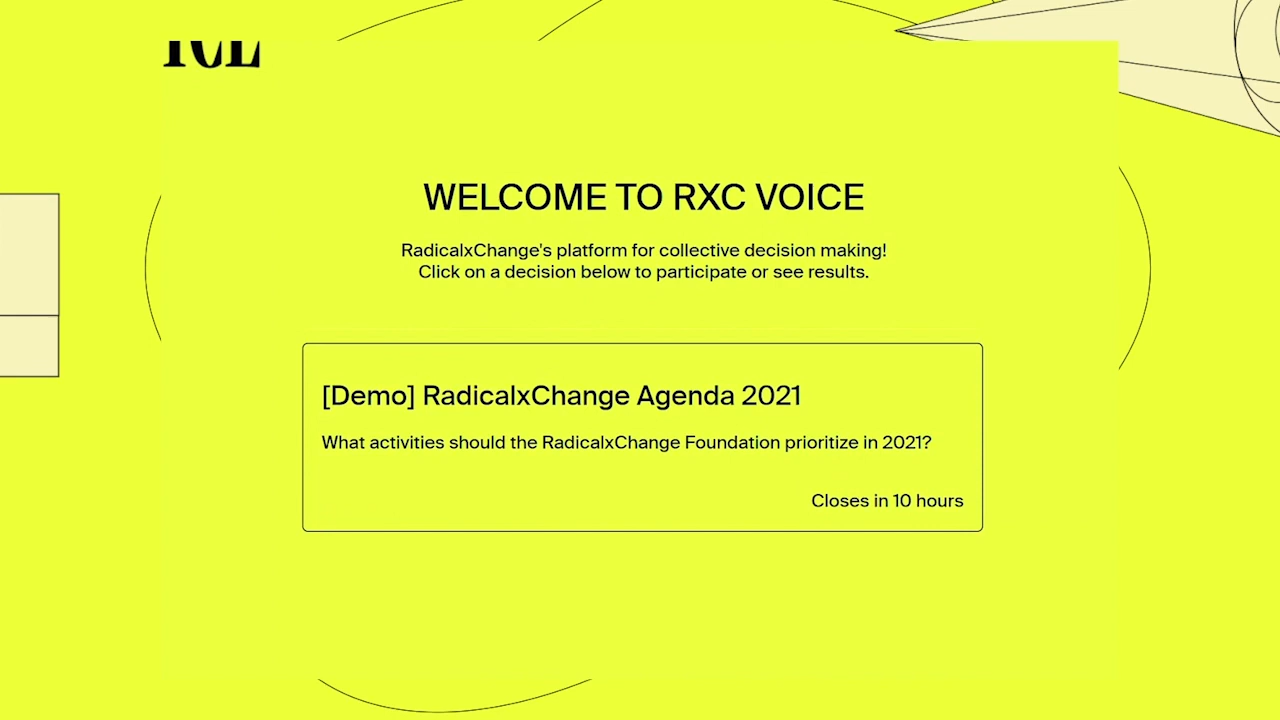 WELCOME TO RXC VOICE
RadicalxChange's platform for collective decision making!
Click on a decision below to participate or see results.
[Demo] RadicalxChange Agenda 2021
What activities should the RadicalxChange Foundation prioritize in 2021?
Closes in 10 hours